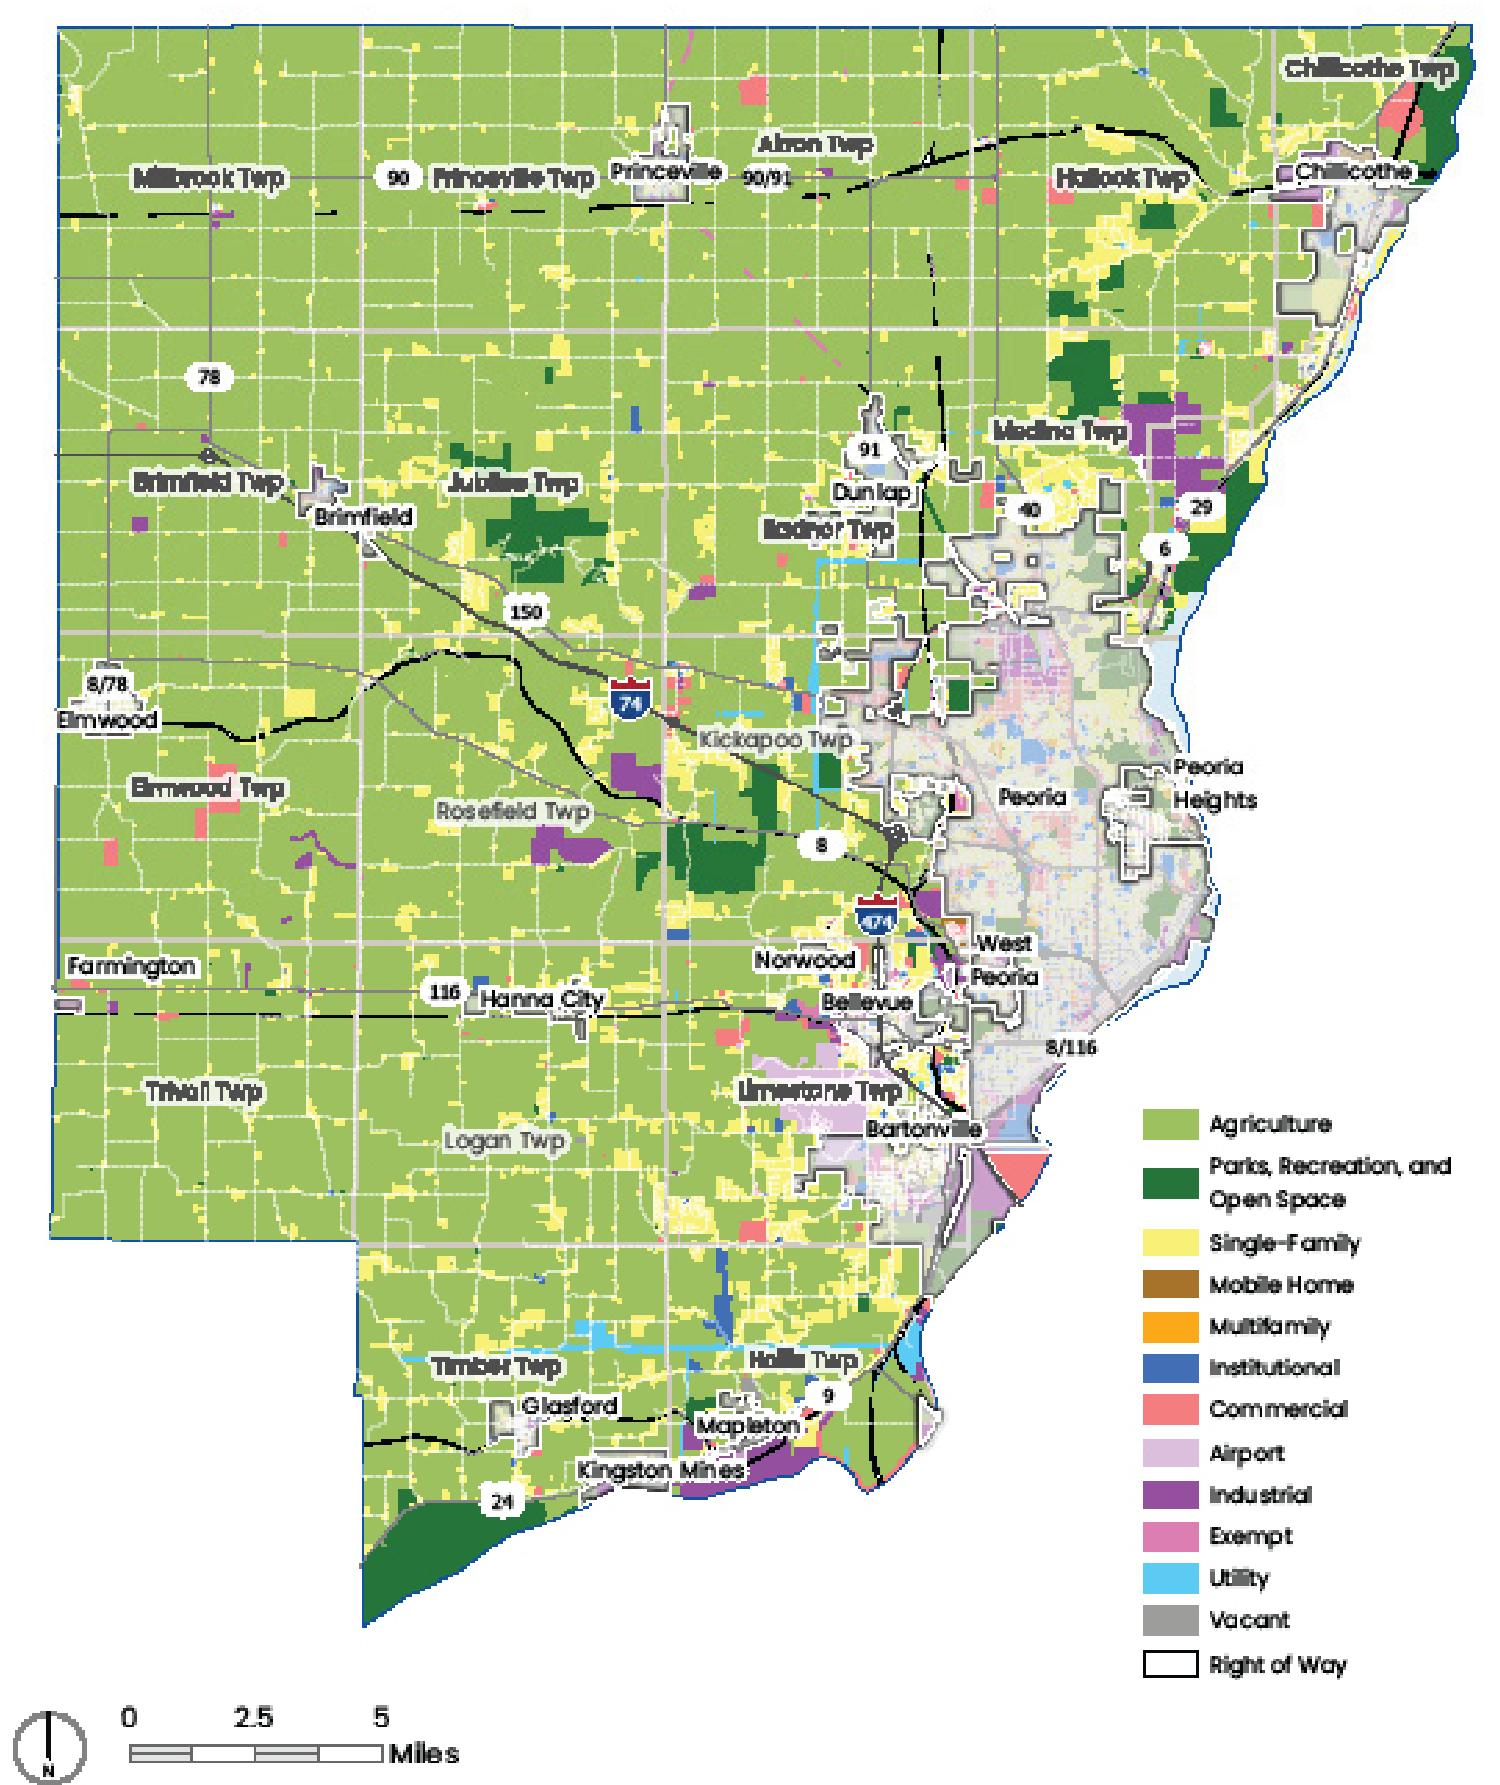 Chillicothe Twp
Akron Twp
Millbrook Twp
90
Princeville Twp
Princeville
90/91
Hallock Twp
Chillicothe
78
91
Medina Twp
Brimfield Twp
Jubilee Twp
Dunlap
40
29
Brimfield
Radnor Twp
6
150
8/78
74
Elmwood
Kickapoo Twp
Peoria
Heights
Elmwood Twp
Rosefield Twp
Peoria
8
474
West
Peoria
Farmington
Norwood
116
Hanna City
Bellevue
8/116
Trivoli Twp
Limestone Twp
Logan Twp
Bartonville
Timber Twp
Hollis Twp
Glasford
9
Mapleton
Kingston Mines
24
Agriculture
Parks, Recreation, and
Open Space
Single-Family
Mobile Home
Multifamily
Institutional
Commercial
Airport
Industrial
Exempt
Utility
Vacant
Right of Way
0 2.5 5
Miles
N